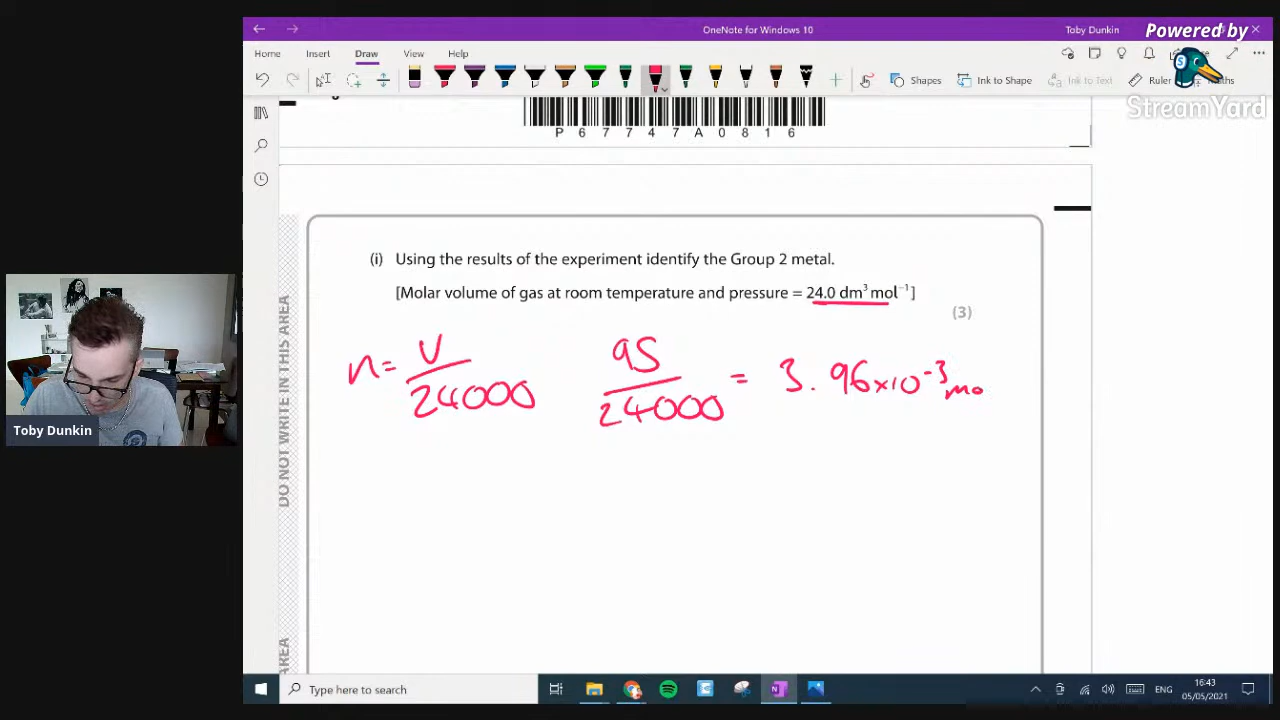 OneNote for Windows 10
Toby Dunkin
Powered by
StreamYard
Home Insert Draw View Help
Shapes Ink to Shape Ink to Text Ruler
P 6 7 7 4 7 A 0 8 1 6
(i) Using the results of the experiment identify the Group 2 metal.
[Molar volume of gas at room temperature and pressure = 24.0 dm³ mol⁻¹]
(3)
n = V / 24000 95 / 24000 = 3.96 x 10⁻³ mo
DO NOT WRITE IN THIS AREA
AREA
Toby Dunkin
Type here to search
ENG
16:43
05/05/2021